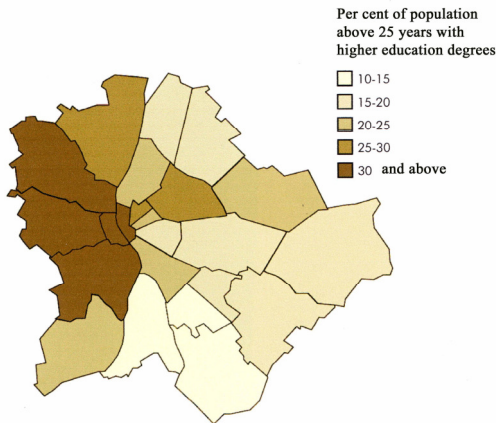 Per cent of population
above 25 years with
higher education degrees
10-15
15-20
20-25
25-30
30 and above